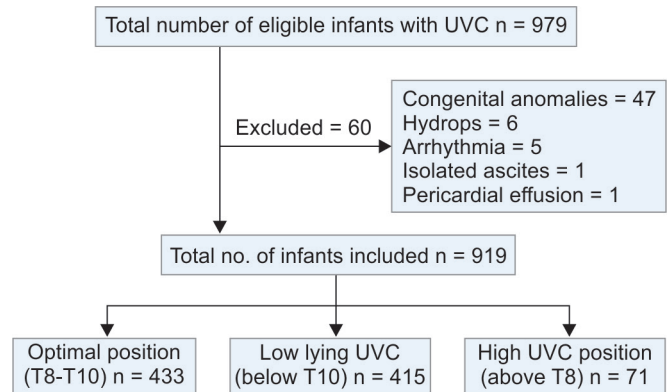 Total number of eligible infants with UVC n = 979
Excluded = 60
Congenital anomalies = 47
Hydrops = 6
Arrhythmia = 5
Isolated ascites = 1
Pericardial effusion = 1
Total no. of infants included n = 919
Optimal position
(T8-T10) n = 433
Low lying UVC
(below T10) n = 415
High UVC position
(above T8) n = 71